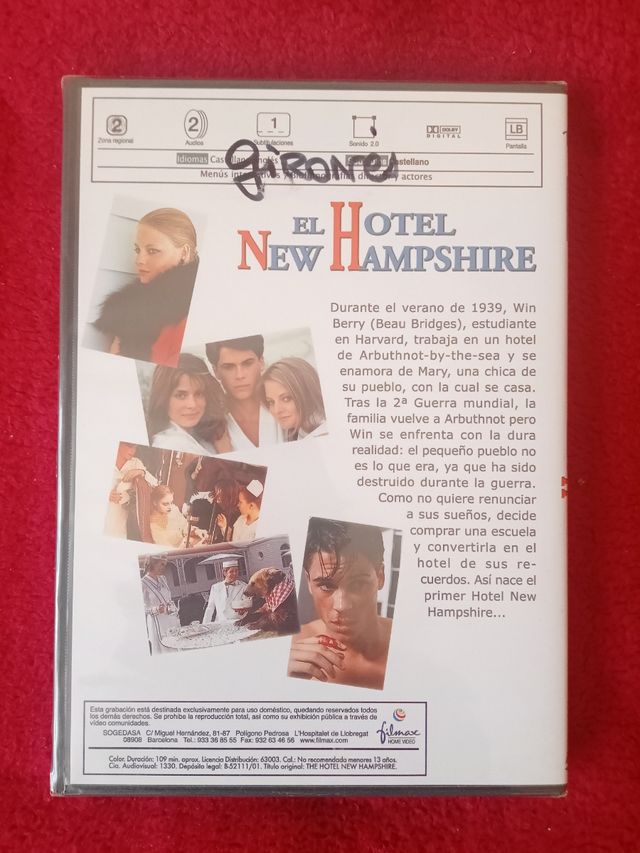 2
2
1
DOLBY
DIGITAL
LB
Zona regional
Audios
Subtitulaciones
Sonido 2.0
Pantalla
Idiomas
Castellano
Menús
director y actores
Girones
EL HOTEL
NEW HAMPSHIRE
Durante el verano de 1939, Win
Berry (Beau Bridges), estudiante
en Harvard, trabaja en un hotel
de Arbuthnot-by-the-sea y se
enamora de Mary, una chica de
su pueblo, con la cual se casa.
Tras la 2ª Guerra mundial, la
familia vuelve a Arbuthnot pero
Win se enfrenta con la dura
realidad: el pequeño pueblo no
es lo que era, ya que ha sido
destruido durante la guerra.
Como no quiere renunciar
a sus sueños, decide
comprar una escuela
y convertirla en el
hotel de sus re-
cuerdos. Así nace el
primer Hotel New
Hampshire...
Esta grabación está destinada exclusivamente para uso doméstico, quedando reservados todos
los demás derechos. Se prohibe la reproducción total, así como su exhibición pública a través de
vídeo comunidades.
SOGEDASA C/ Miguel Hernández, 81-87 Polígono Pedrosa L'Hospitalet de Llobregat
08908 Barcelona Tel.: 93 336 85 55 Fax: 932 63 46 56 www.filmax.com
filmax
HOME VIDEO
Color. Duración: 109 min. aprox. Licencia Distribución: 63003. Cal.: No recomendada menores 13 años.
Cia. Audiovisual: 1330. Depósito legal: B-52111/01. Título original: THE HOTEL NEW HAMPSHIRE.